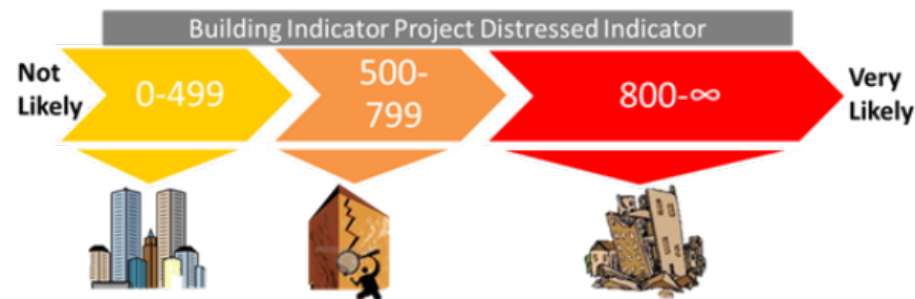 Building Indicator Project Distressed Indicator
Not
Likely
0-499
500-
799
800-∞
Very
Likely